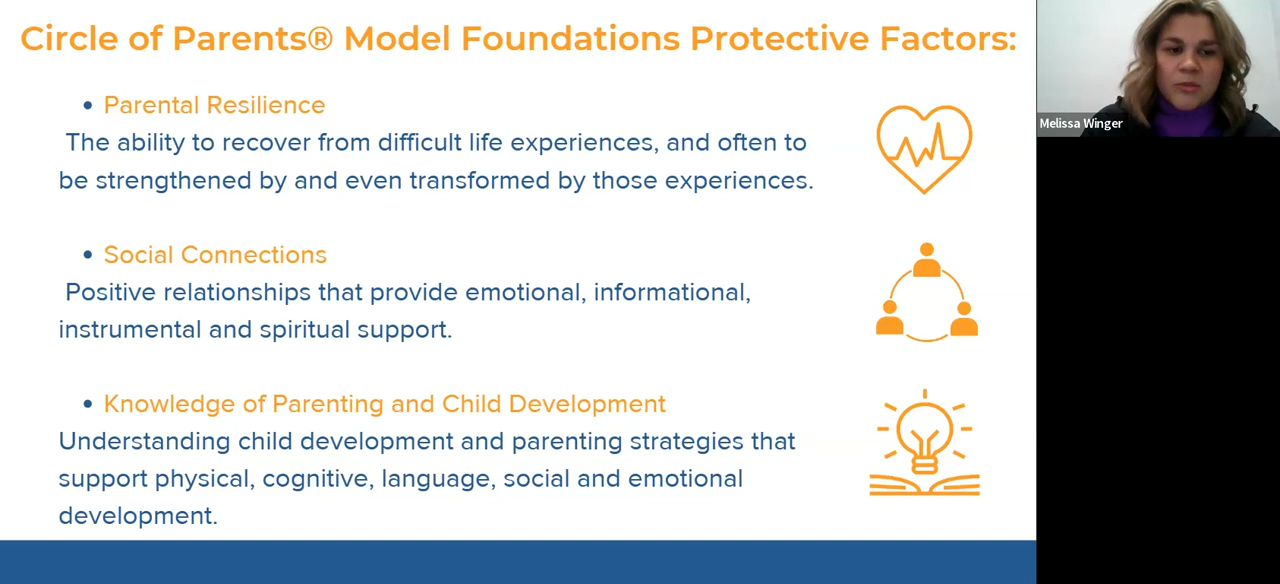 Circle of Parents® Model Foundations Protective Factors:
• Parental Resilience
The ability to recover from difficult life experiences, and often to
be strengthened by and even transformed by those experiences.
• Social Connections
Positive relationships that provide emotional, informational,
instrumental and spiritual support.
• Knowledge of Parenting and Child Development
Understanding child development and parenting strategies that
support physical, cognitive, language, social and emotional
development.
Melissa Winger